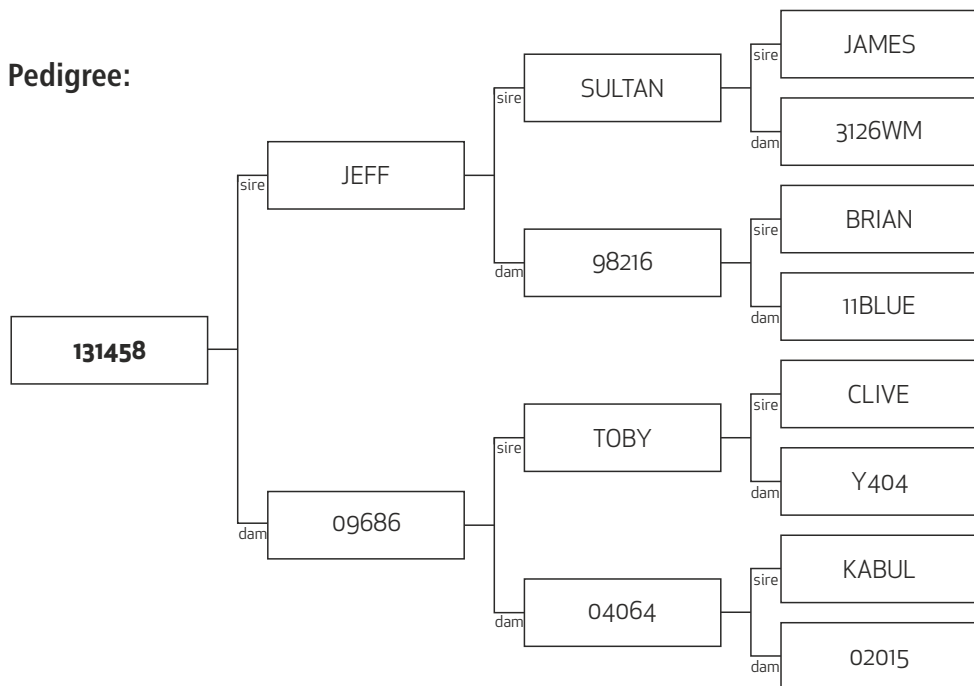 Pedigree:
JAMES
sire
SULTAN
sire
3126WM
dam
JEFF
sire
BRIAN
sire
98216
dam
11BLUE
dam
131458
CLIVE
sire
TOBY
sire
Y404
dam
09686
dam
KABUL
sire
04064
dam
02015
dam